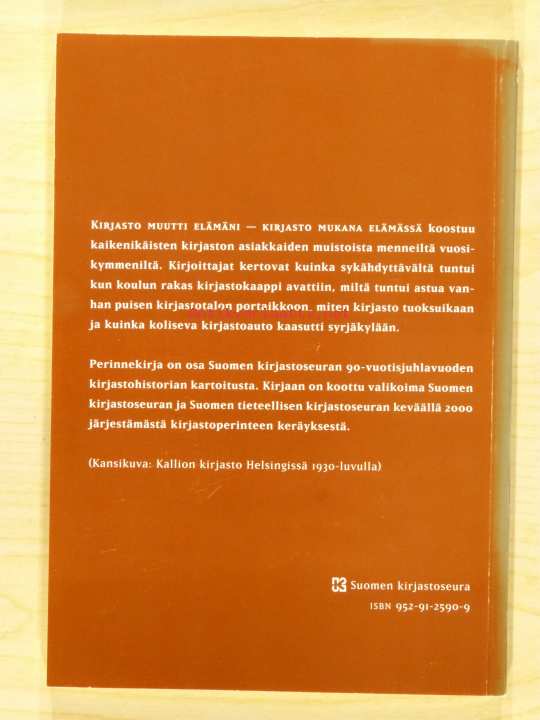 KIRJASTO MUUTTI ELÄMÄNI – KIRJASTO MUKANA ELÄMÄSSÄ koostuu
kaikenikäisten kirjaston asiakkaiden muistoista menneiltä vuosi-
kymmeniltä. Kirjoittajat kertovat kuinka sykähdyttävältä tuntui
kun koulun rakas kirjastokaappi avattiin, miltä tuntui astua van-
han puisen kirjastotalon portaikkoon, miten kirjasto tuoksuikaan
ja kuinka koliseva kirjastoauto kaasutti syrjäkylään.
Perinnekirja on osa Suomen kirjastoseuran 90-vuotisjuhlavuoden
kirjastohistorian kartoitusta. Kirjaan on koottu valikoima Suomen
kirjastoseuran ja Suomen tieteellisen kirjastoseuran keväällä 2000
järjestämästä kirjastoperinteen keräyksestä.
(Kansikuva: Kallion kirjasto Helsingissä 1930-luvulla)
Suomen kirjastoseura
ISBN 952-91-2590-9